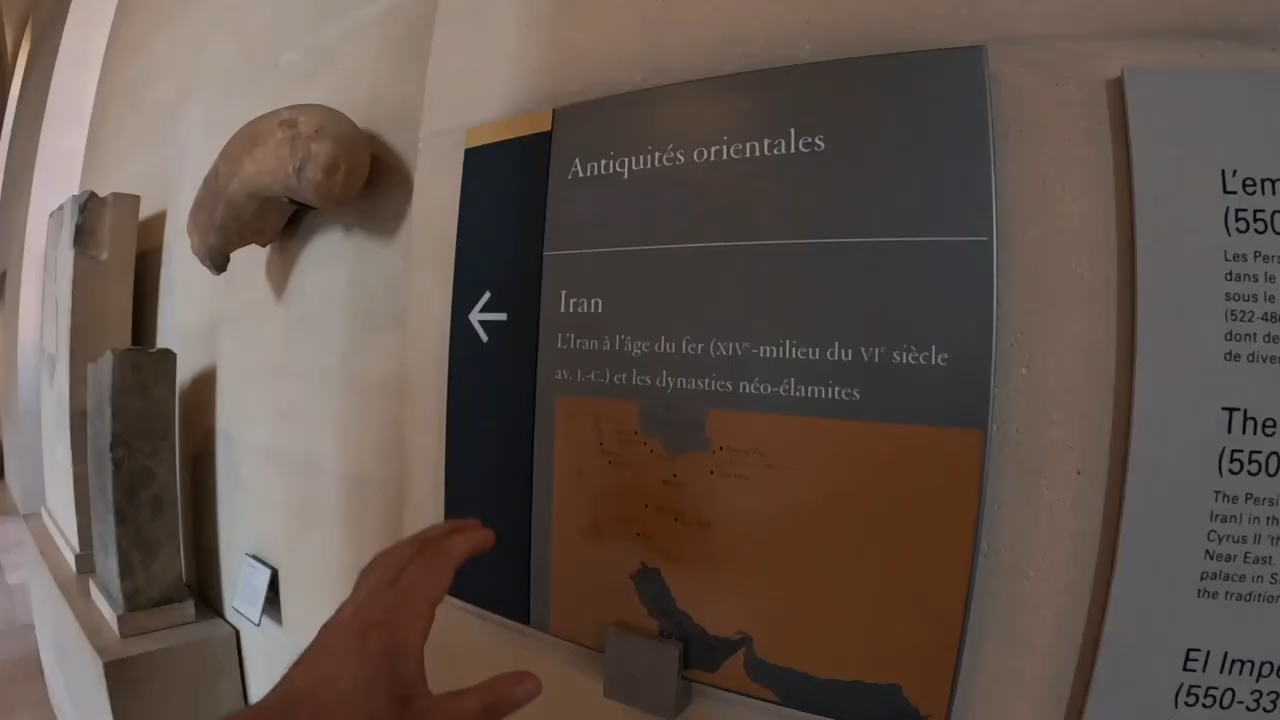 Antiquités orientales
Iran
L'Iran à l'âge du fer (XIVᵉ-milieu du VIᵉ siècle
av. J.-C.) et les dynasties néo-élamites
L'em
(550
Les Pers
dans le
sous le
(522-48
dont de
de dive
The
(550
The Persi
Iran) in th
Cyrus II 'th
Near East.
palace in S
the tradition
El Impe
(550-33